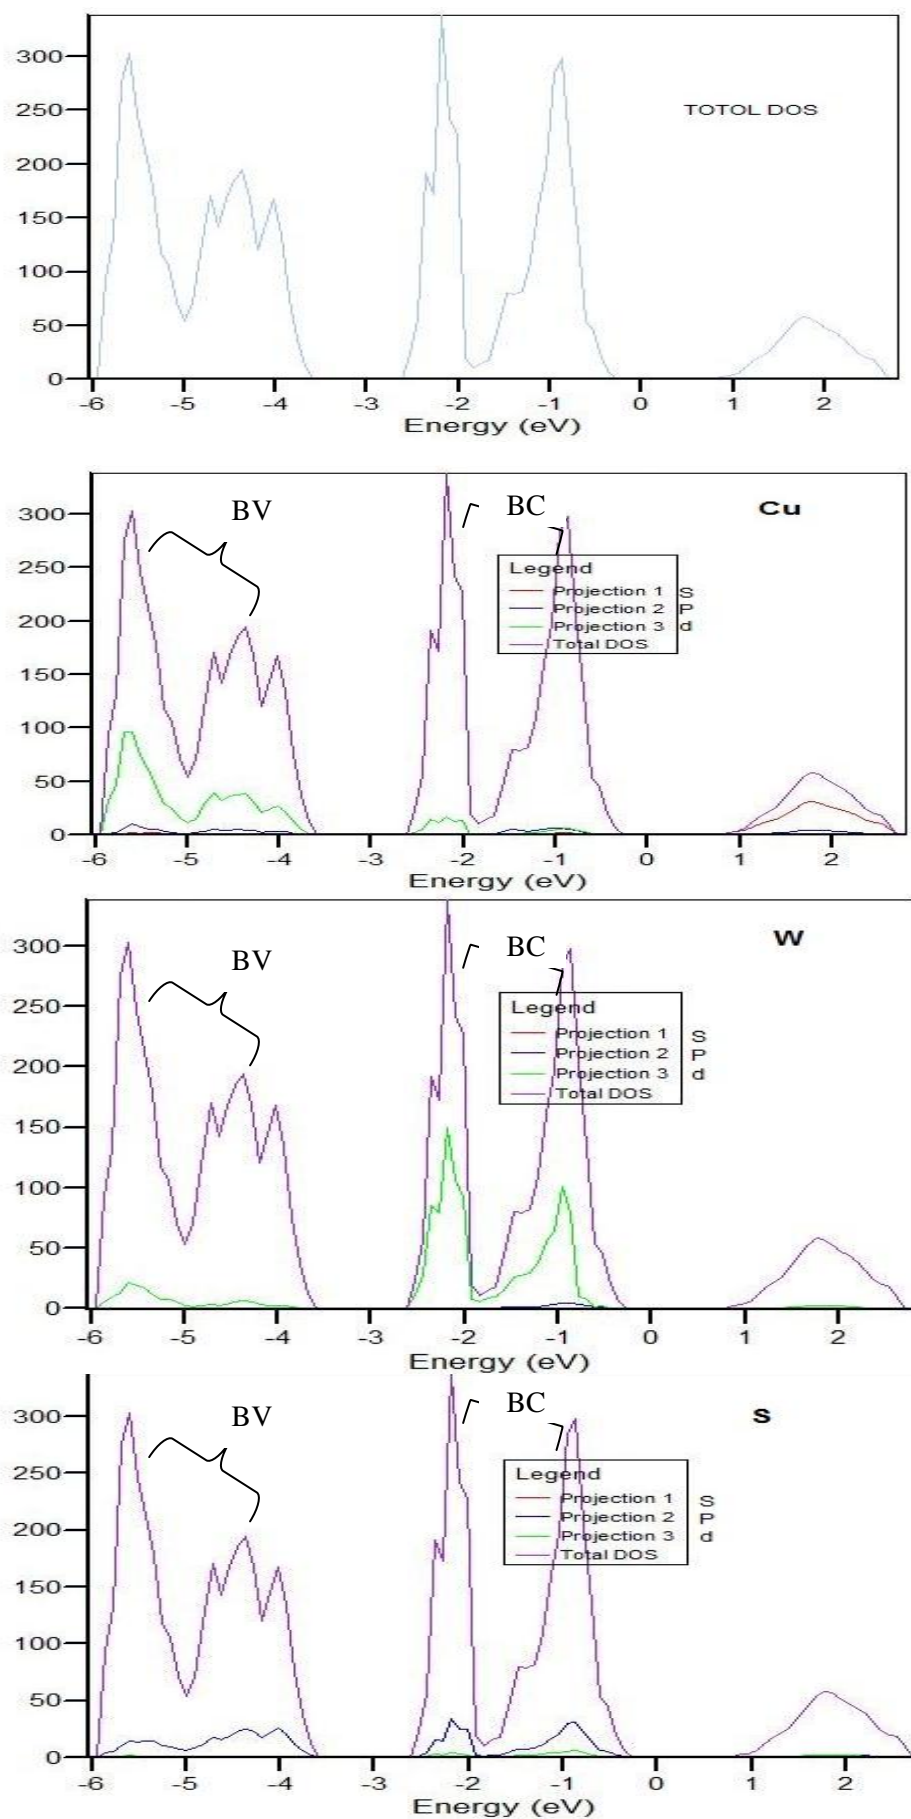 300
250
TOTOL DOS
200
150
100
50
0
-6 -5 -4 -3 -2 -1 0 1 2
Energy (eV)
BV BC Cu
300
250
Legend
Projection 1 S
Projection 2 P
Projection 3 d
Total DOS
200
150
100
50
0
-6 -5 -4 -3 -2 -1 0 1 2
Energy (eV)
W
BV BC
300
250
Legend
Projection 1 S
Projection 2 P
Projection 3 d
Total DOS
200
150
100
50
0
-6 -5 -4 -3 -2 -1 0 1 2
Energy (eV)
BV BC S
300
250
Legend
Projection 1 S
Projection 2 P
Projection 3 d
Total DOS
200
150
100
50
0
-6 -5 -4 -3 -2 -1 0 1 2
Energy (eV)